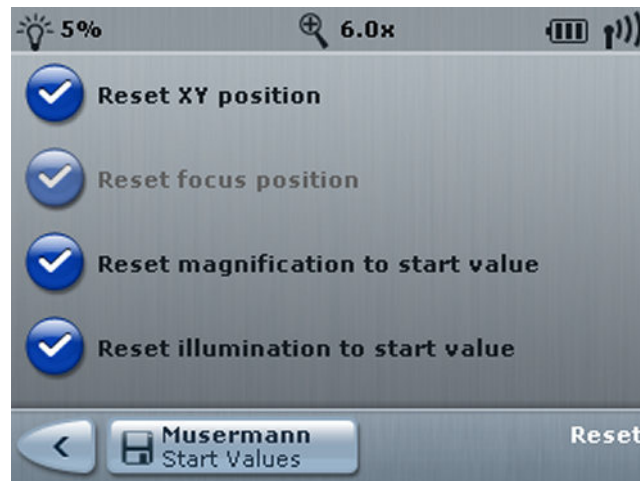 5%
6.0x
Reset XY position
Reset focus position
Reset magnification to start value
Reset illumination to start value
Musermann
Start Values
Reset